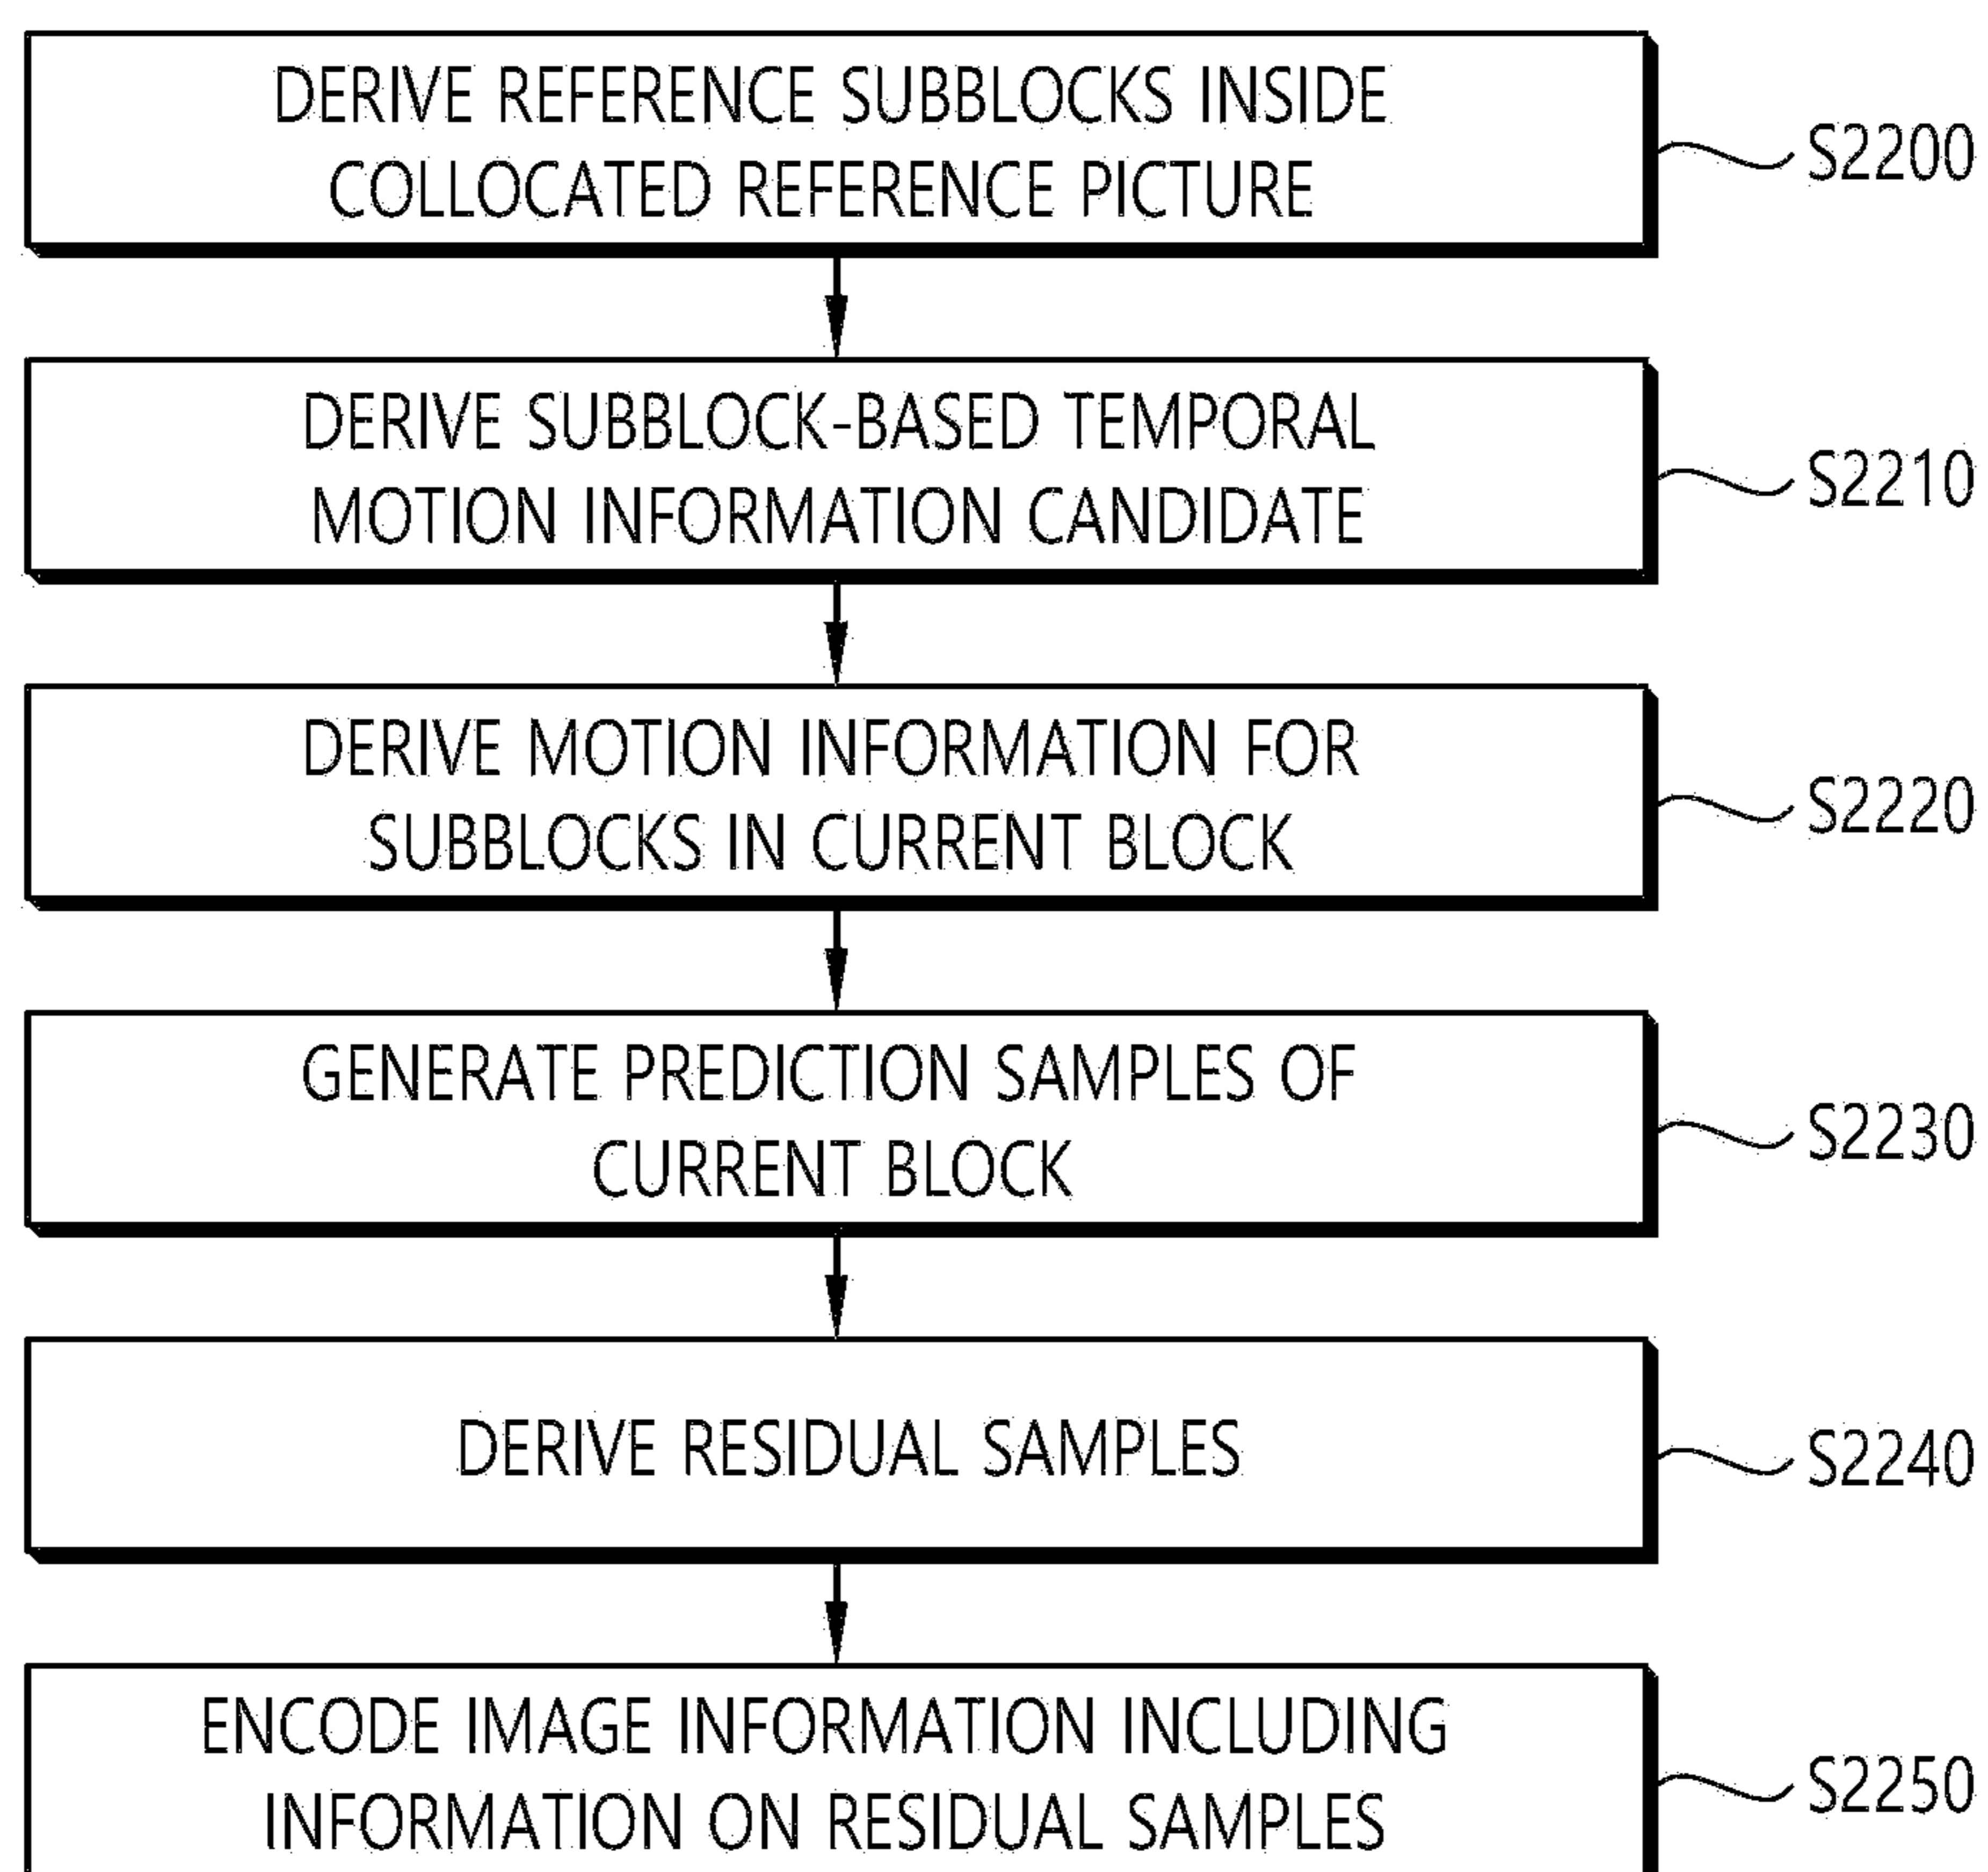 DERIVE REFERENCE SUBBLOCKS INSIDE
COLLOCATED REFERENCE PICTURE
S2200
DERIVE SUBBLOCK-BASED TEMPORAL
MOTION INFORMATION CANDIDATE
S2210
DERIVE MOTION INFORMATION FOR
SUBBLOCKS IN CURRENT BLOCK
S2220
GENERATE PREDICTION SAMPLES OF
CURRENT BLOCK
S2230
DERIVE RESIDUAL SAMPLES
S2240
ENCODE IMAGE INFORMATION INCLUDING
INFORMATION ON RESIDUAL SAMPLES
S2250